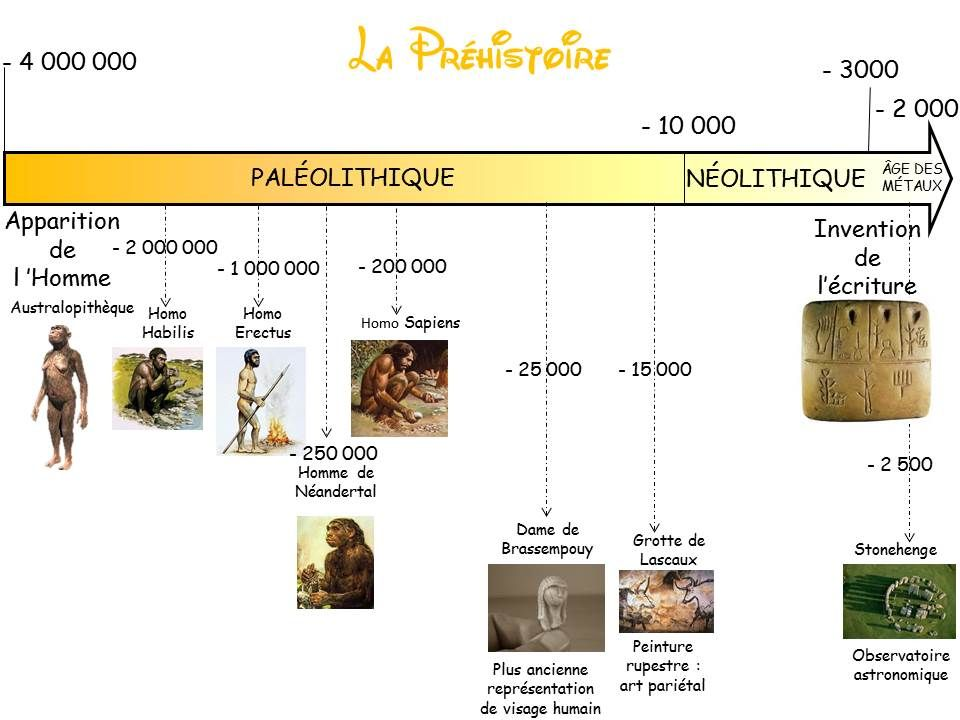 La Préhistoire
- 4 000 000
- 3000
- 2 000
- 10 000
PALÉOLITHIQUE
NÉOLITHIQUE
ÂGE DES
MÉTAUX
Apparition
de
l ’Homme
Australopithèque
- 2 000 000
Homo
Habilis
- 1 000 000
Homo
Erectus
- 250 000
Homme de
Néandertal
- 200 000
Homo Sapiens
- 25 000
Dame de
Brassempouy
Plus ancienne
représentation
de visage humain
- 15 000
Grotte de
Lascaux
Peinture
rupestre :
art pariétal
Invention
de
l’écriture
- 2 500
Stonehenge
Observatoire
astronomique